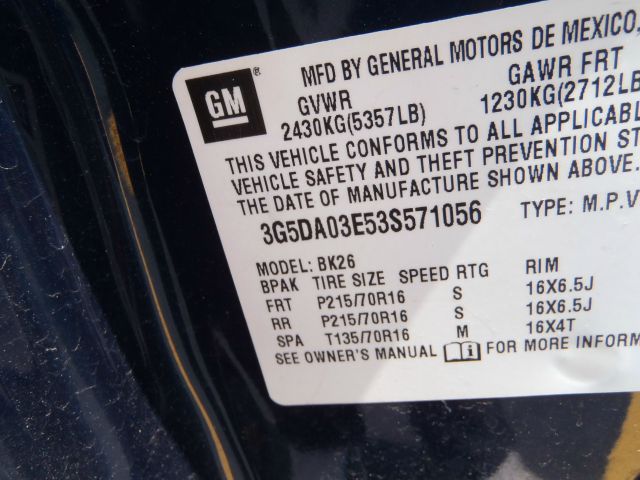 GM ®
MFD BY GENERAL MOTORS DE MEXICO,
GVWR GAWR FRT
2430KG(5357LB) 1230KG(2712LB
THIS VEHICLE CONFORMS TO ALL APPLICABL
VEHICLE SAFETY AND THEFT PREVENTION ST
THE DATE OF MANUFACTURE SHOWN ABOVE.
3G5DA03E53S571056 TYPE: M.P.V
MODEL: BK26
BPAK TIRE SIZE SPEED RTG RIM
FRT P215/70R16 S 16X6.5J
RR P215/70R16 S 16X6.5J
SPA T135/70R16 M 16X4T
SEE OWNER'S MANUAL FOR MORE INFORM